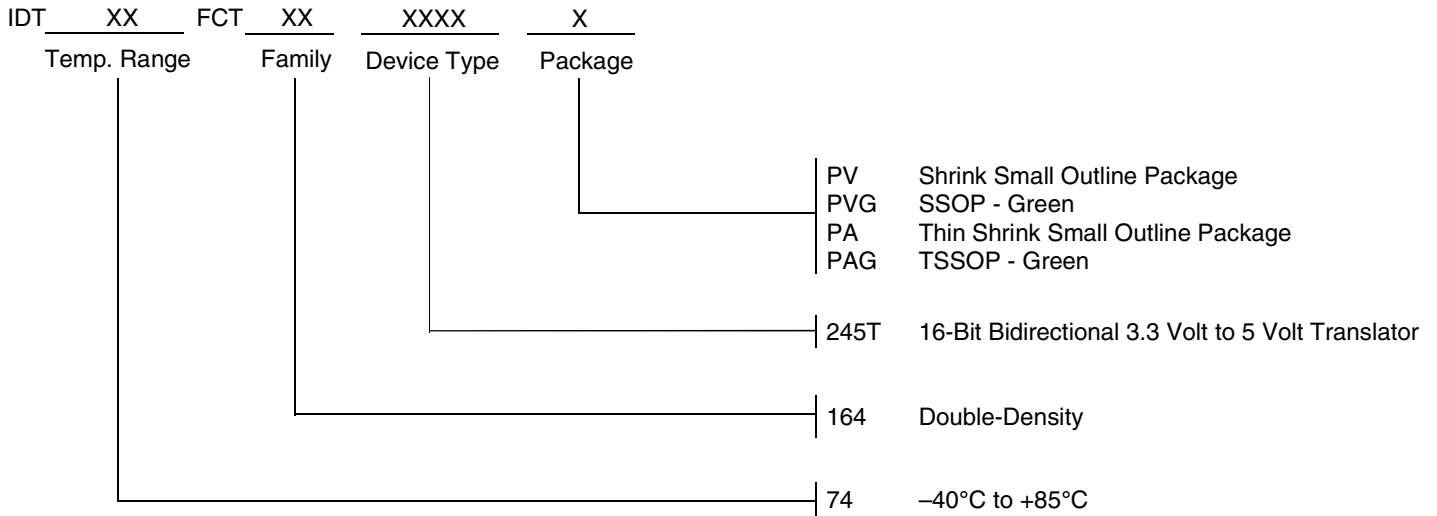 IDT XX FCT XX XXXX X
Temp. Range Family Device Type Package
PV Shrink Small Outline Package
PVG SSOP - Green
PA Thin Shrink Small Outline Package
PAG TSSOP - Green
245T 16-Bit Bidirectional 3.3 Volt to 5 Volt Translator
164 Double-Density
74 –40°C to +85°C